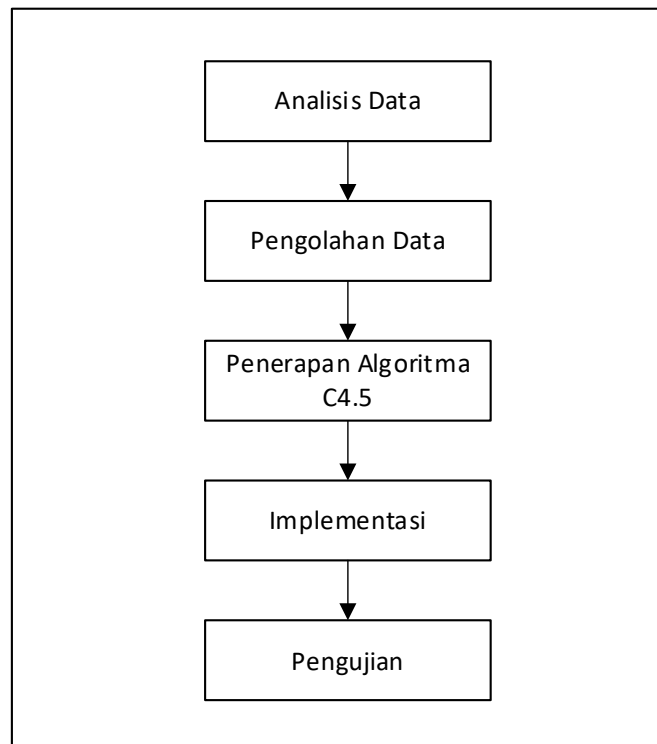 Analisis Data
Pengolahan Data
Penerapan Algoritma
C4.5
Implementasi
Pengujian